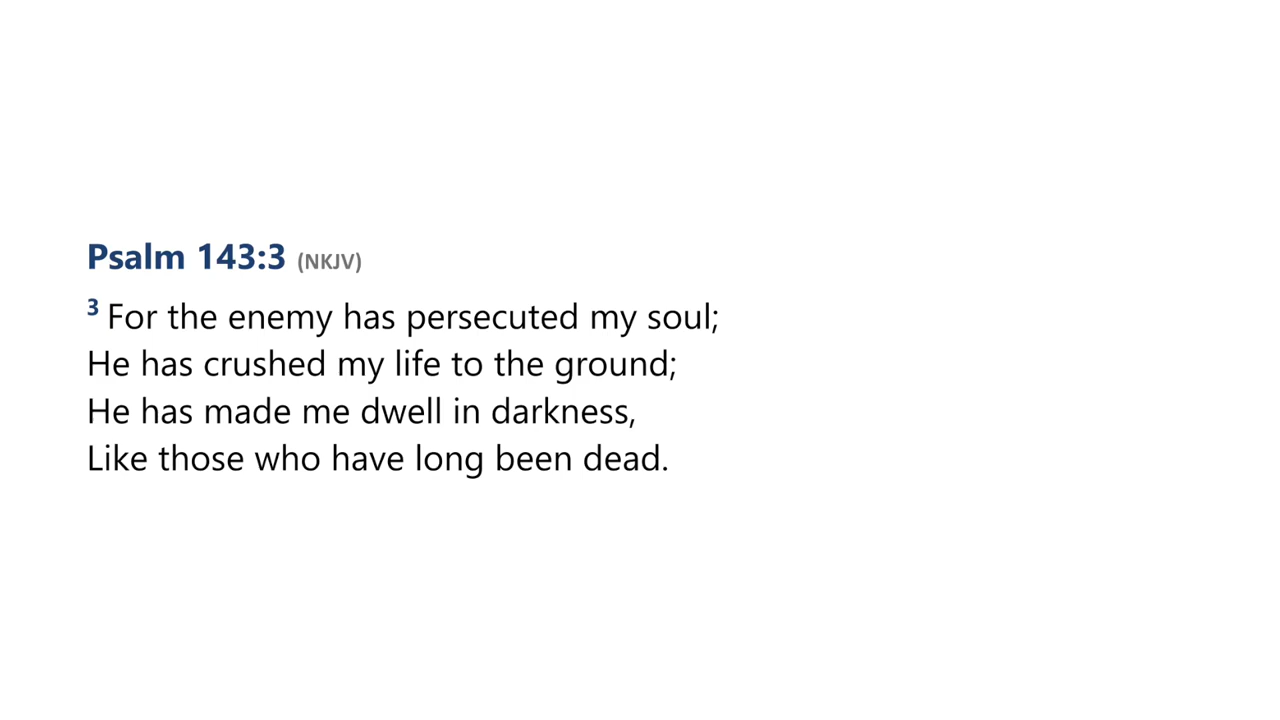 Psalm 143:3 (NKJV)
3 For the enemy has persecuted my soul;
He has crushed my life to the ground;
He has made me dwell in darkness,
Like those who have long been dead.